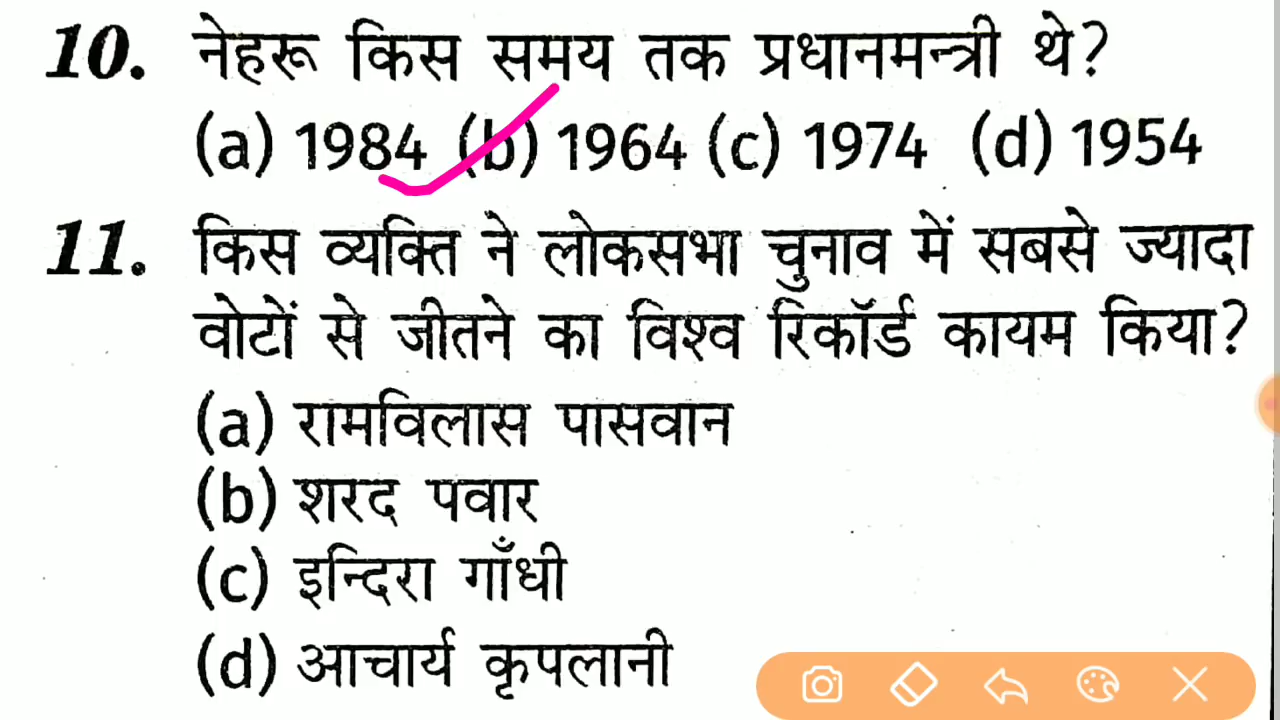 10. नेहरू किस समय तक प्रधानमन्त्री थे?
(a) 1984 (b) 1964 (c) 1974 (d) 1954
11. किस व्यक्ति ने लोकसभा चुनाव में सबसे ज्यादा
वोटों से जीतने का विश्व रिकॉर्ड कायम किया?
(a) रामविलास पासवान
(b) शरद पवार
(c) इन्दिरा गाँधी
(d) आचार्य कृपलानी